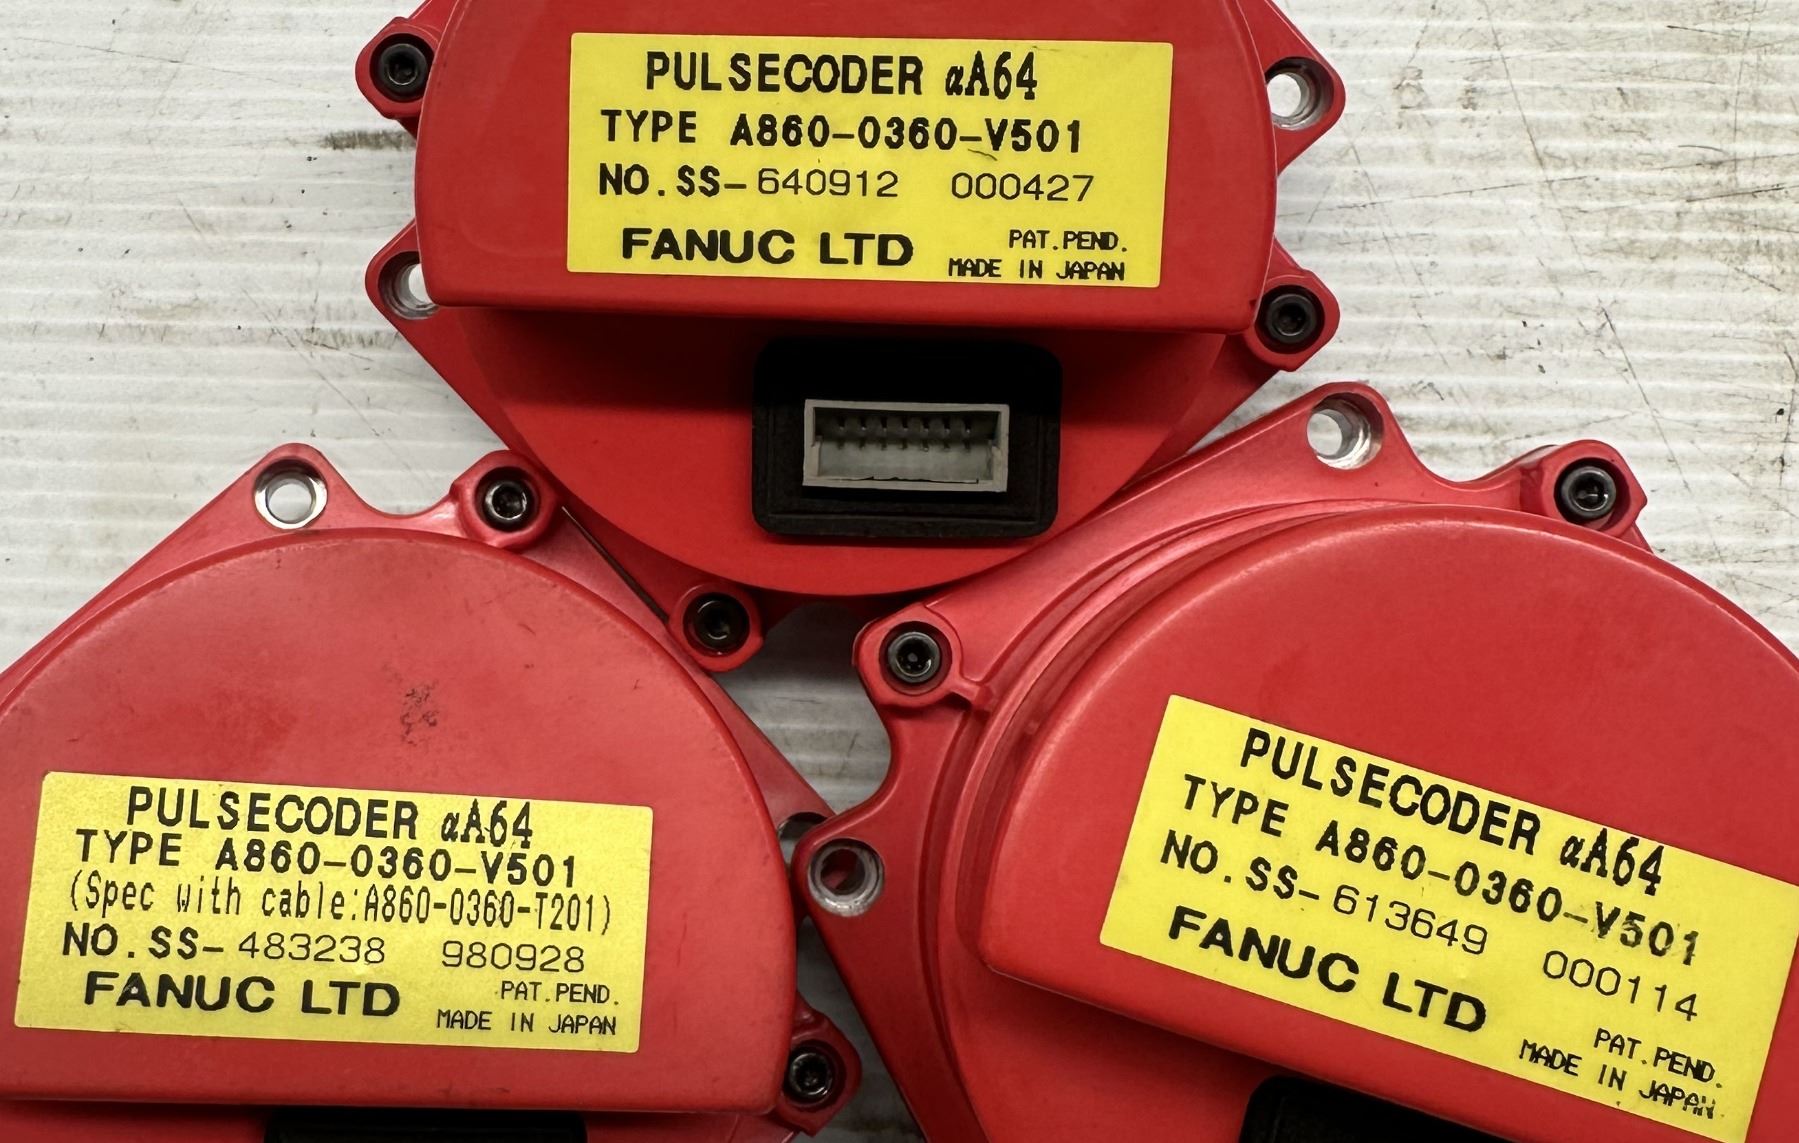 PULSECODER αA64
TYPE A860-0360-V501
NO.SS-640912 000427
FANUC LTD
PAT.PEND.
MADE IN JAPAN
PULSECODER αA64
TYPE A860-0360-V501
(Spec with cable:A860-0360-T201)
NO.SS-483238 980928
FANUC LTD
PAT.PEND.
MADE IN JAPAN
PULSECODER αA64
TYPE A860-0360-V501
NO.SS-613649 000114
FANUC LTD
PAT.PEND.
MADE IN JAPAN